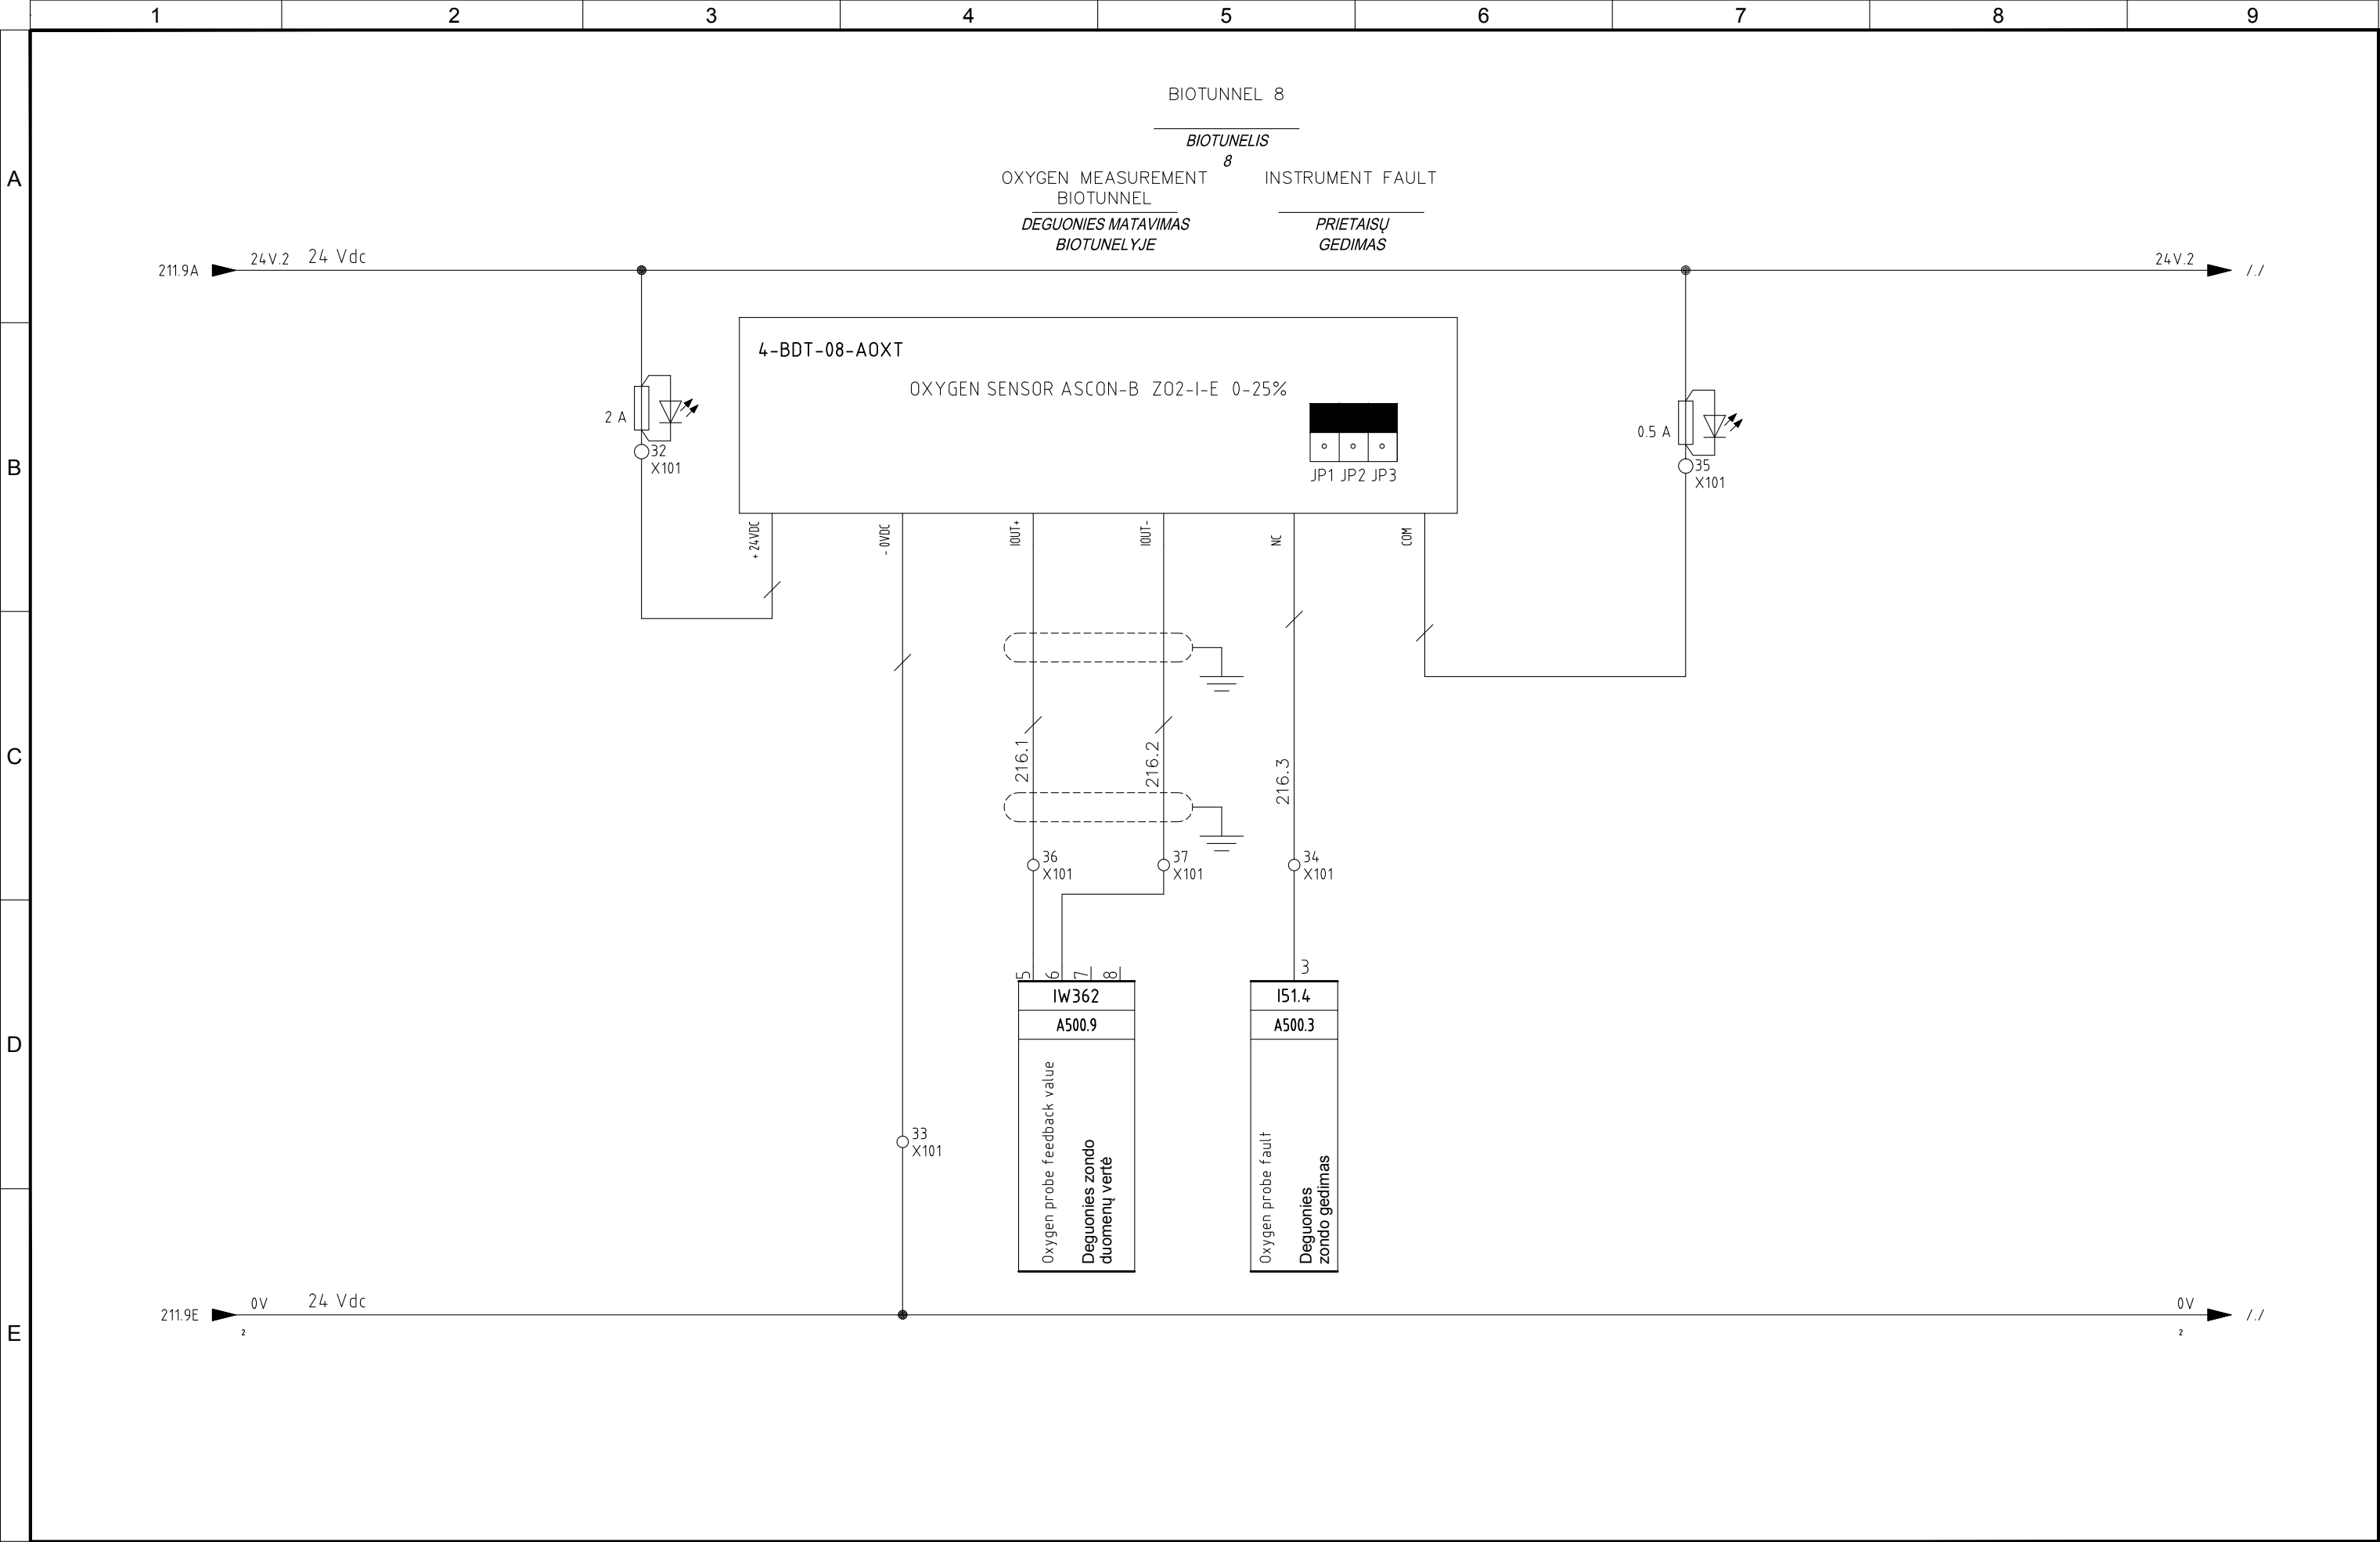 1 2 3 4 5 6 7 8 9
BIOTUNNEL 8
BIOTUNELIS
8
OXYGEN MEASUREMENT
BIOTUNNEL
DEGUONIES MATAVIMAS
BIOTUNELYJE
INSTRUMENT FAULT
PRIETAISŲ
GEDIMAS
A
211.9A 24V.2 24 Vdc 24V.2 /./
4-BDT-08-AOXT
OXYGEN SENSOR ASCON-B ZO2-I-E 0-25%
JP1 JP2 JP3
2 A
32
X101
0.5 A
35
X101
B
+24VDC
-0VDC
IOUT+
IOUT-
NC
COM
216.1
216.2
216.3
C
36
X101
37
X101
34
X101
5 6 7 8
3
IW362
A500.9
Oxygen probe feedback value
Deguonies zondo
duomenų vertė
I51.4
A500.3
Oxygen probe fault
Deguonies
zondo gedimas
D
33
X101
211.9E 0V 24 Vdc 0V /./
2 2
E